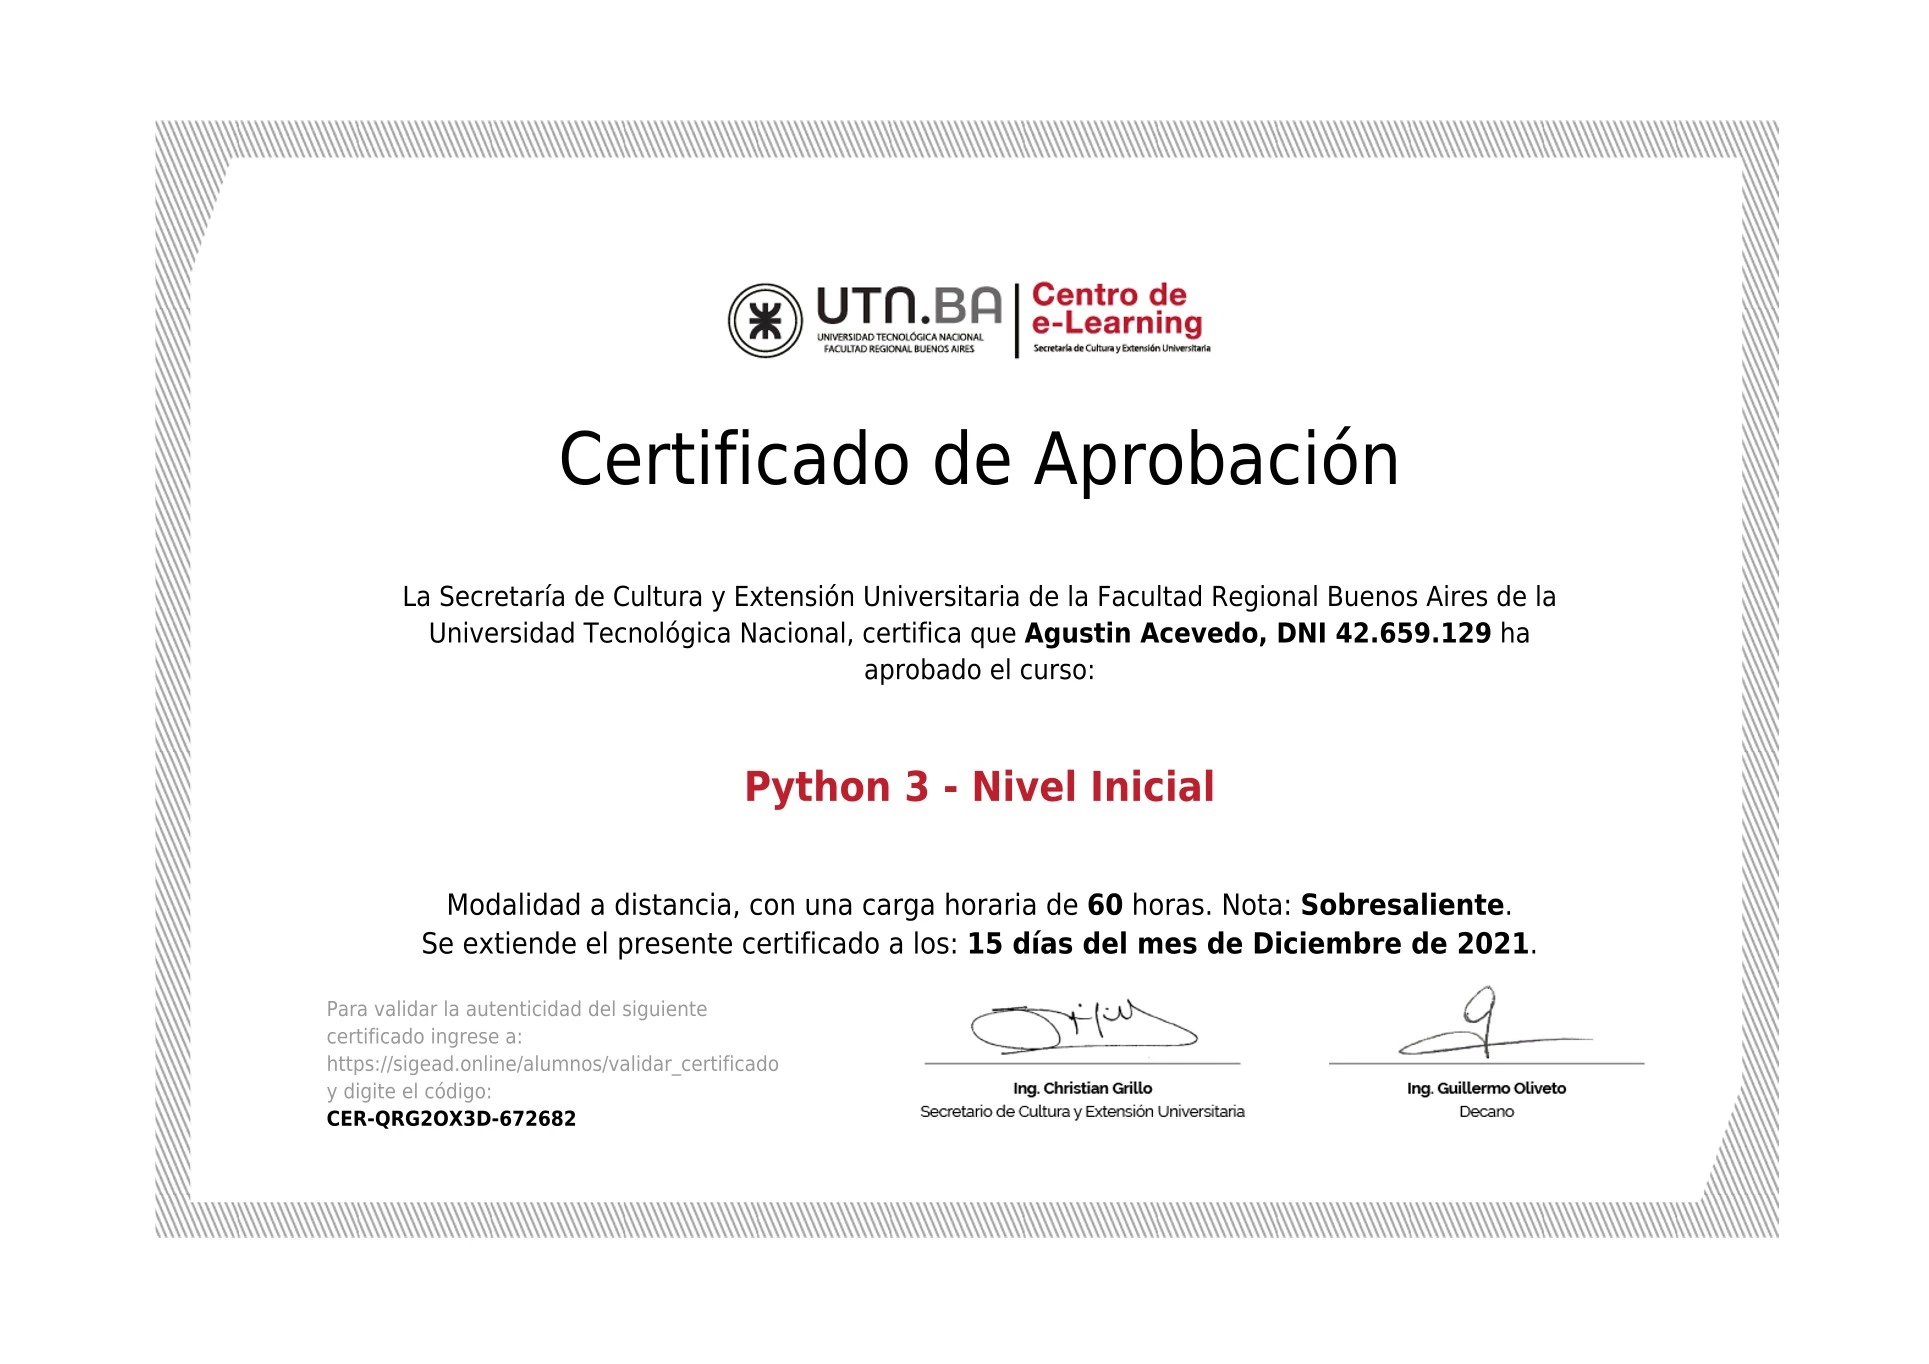 UTN.BA
UNIVERSIDAD TECNOLÓGICA NACIONAL
FACULTAD REGIONAL BUENOS AIRES
Centro de
e-Learning
Secretaría de Cultura y Extensión Universitaria
Certificado de Aprobación
La Secretaría de Cultura y Extensión Universitaria de la Facultad Regional Buenos Aires de la
Universidad Tecnológica Nacional, certifica que Agustin Acevedo, DNI 42.659.129 ha
aprobado el curso:
Python 3 - Nivel Inicial
Modalidad a distancia, con una carga horaria de 60 horas. Nota: Sobresaliente.
Se extiende el presente certificado a los: 15 días del mes de Diciembre de 2021.
Para validar la autenticidad del siguiente
certificado ingrese a:
https://sigead.online/alumnos/validar_certificado
y digite el código:
CER-QRG2OX3D-672682
Ing. Christian Grillo
Secretario de Cultura y Extensión Universitaria
Ing. Guillermo Oliveto
Decano